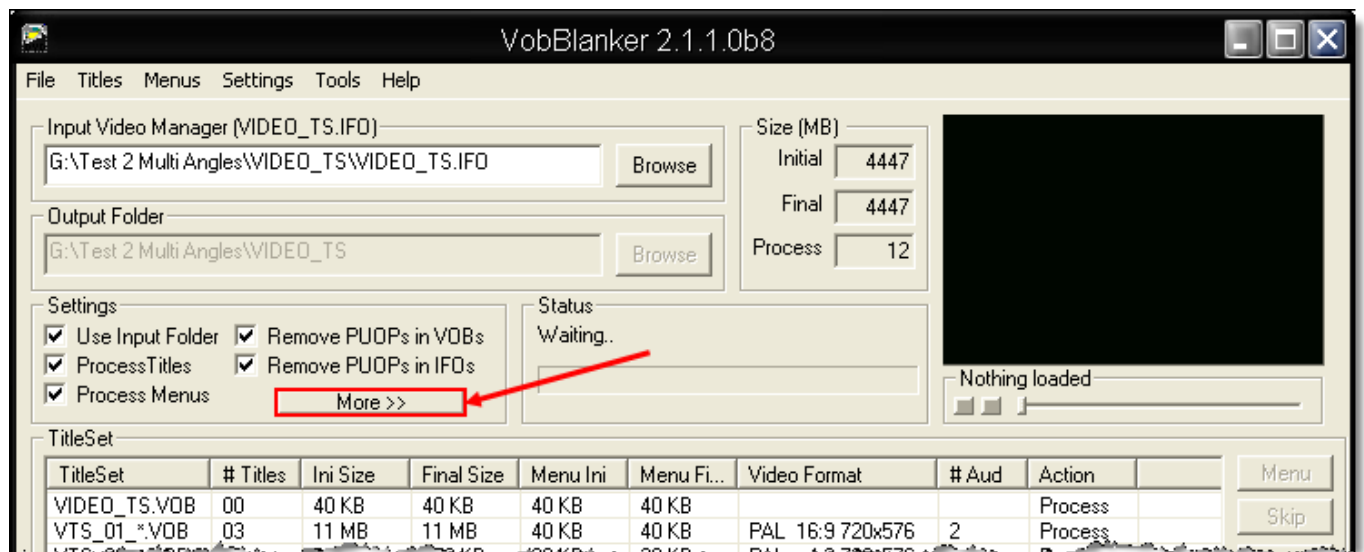 VobBlanker 2.1.1.0b8
File Titles Menus Settings Tools Help
Input Video Manager (VIDEO_TS.IFO)
G:\Test 2 Multi Angles\VIDEO_TS\VIDEO_TS.IFO Browse
Size (MB)
Initial 4447
Final 4447
Process 12
Output Folder
G:\Test 2 Multi Angles\VIDEO_TS Browse
Settings
Use Input Folder Remove PUOPs in VOBs
ProcessTitles Remove PUOPs in IFOs
Process Menus More >>
Status
Waiting..
Nothing loaded
TitleSet
TitleSet # Titles Ini Size Final Size Menu Ini Menu Fi... Video Format # Aud Action Menu
VIDEO_TS.VOB 00 40 KB 40 KB 40 KB 40 KB Process Skip
VTS_01_*.VOB 03 11 MB 11 MB 40 KB 40 KB PAL 16:9 720x576 2 Process